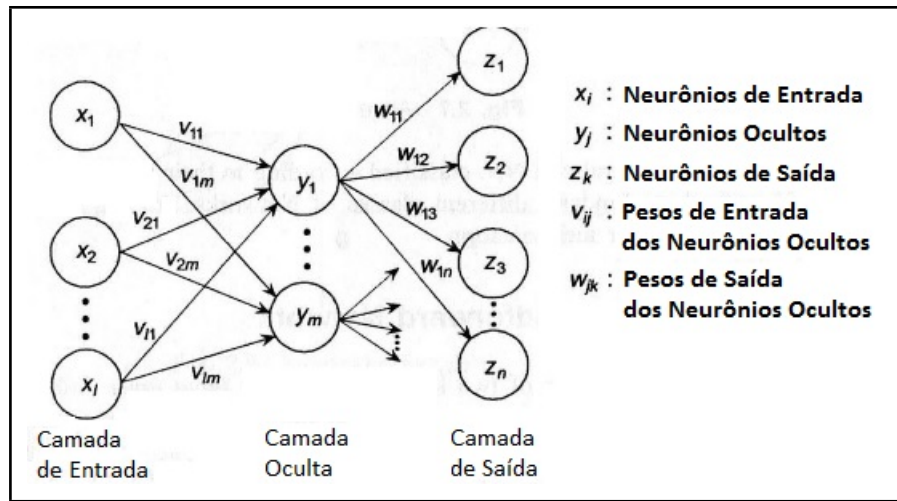 x1
x2
xl
v11
v1m
v21
v2m
vl1
vlm
y1
ym
w11
w12
w13
w1n
z1
z2
z3
zn
xi : Neurônios de Entrada
yj : Neurônios Ocultos
zk : Neurônios de Saída
vij : Pesos de Entrada
dos Neurônios Ocultos
wjk : Pesos de Saída
dos Neurônios Ocultos
Camada
de Entrada
Camada
Oculta
Camada
de Saída